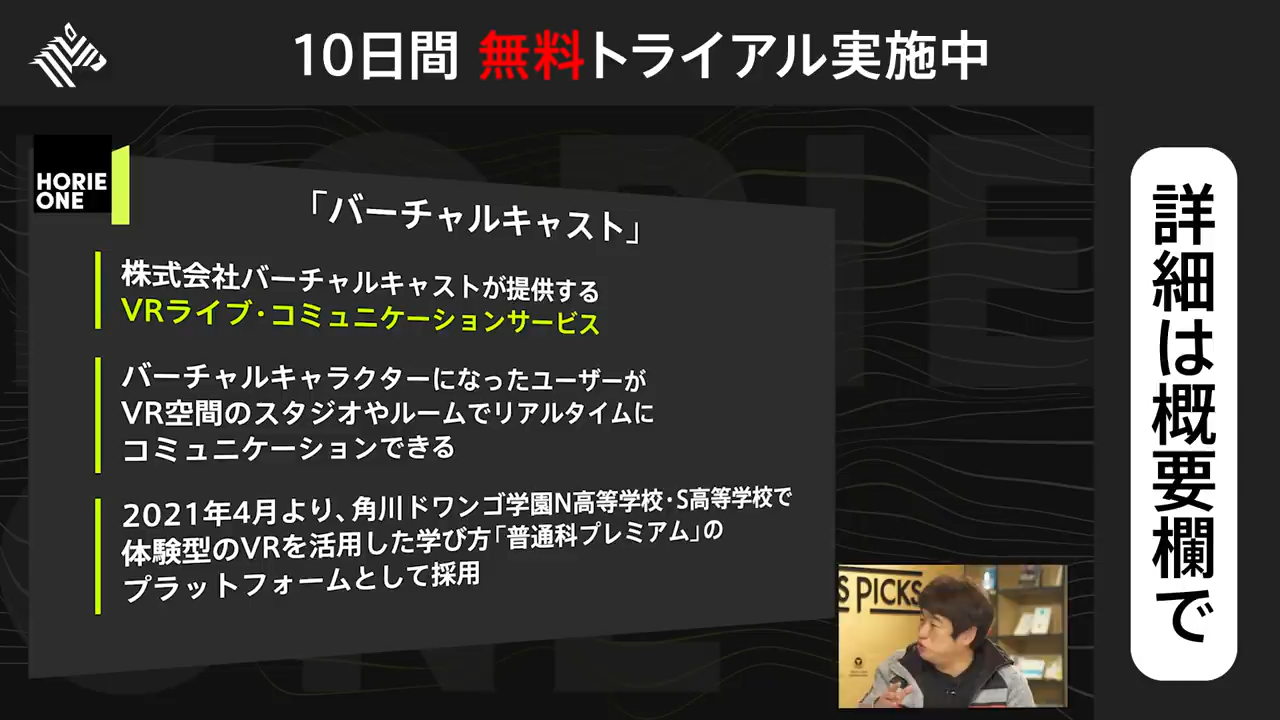 10日間 無料トライアル実施中
HORIE
ONE
「バーチャルキャスト」
株式会社バーチャルキャストが提供する
VRライブ・コミュニケーションサービス
バーチャルキャラクターになったユーザーが
VR空間のスタジオやルームでリアルタイムに
コミュニケーションできる
2021年4月より、角川ドワンゴ学園N高等学校・S高等学校で
体験型のVRを活用した学び方「普通科プレミアム」の
プラットフォームとして採用
詳細は概要欄で
S PICKS